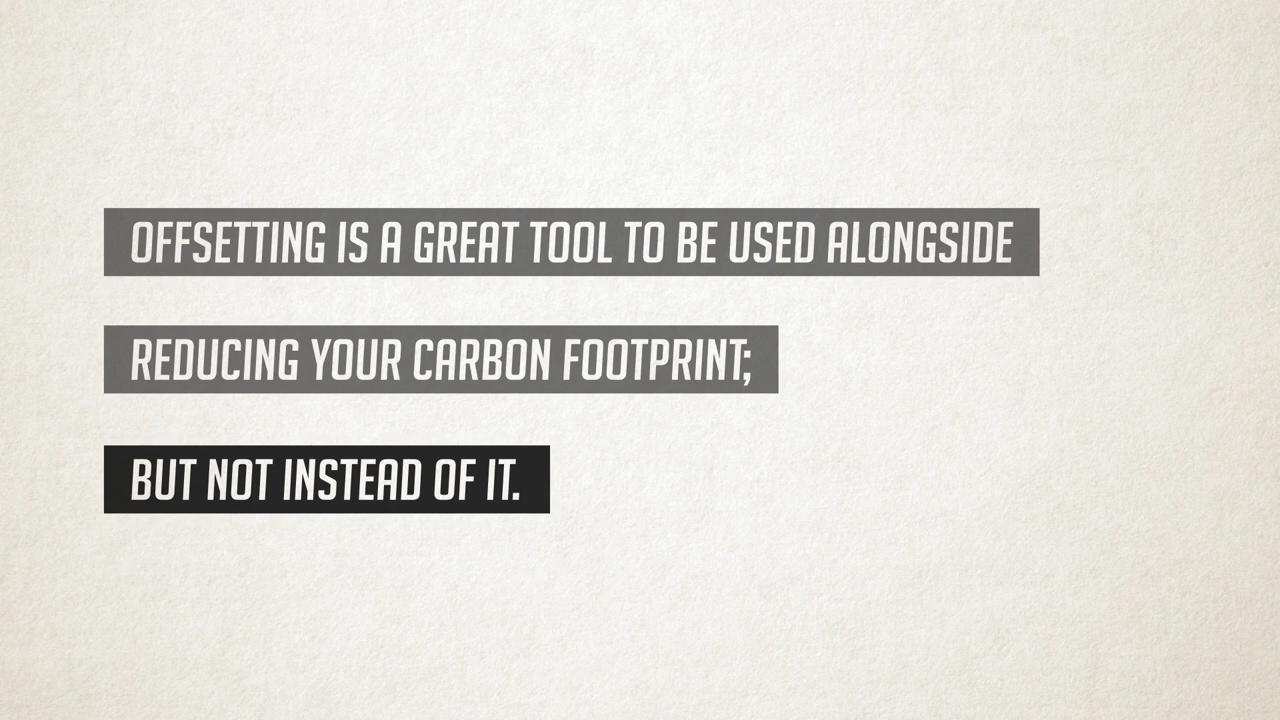 OFFSETTING IS A GREAT TOOL TO BE USED ALONGSIDE
REDUCING YOUR CARBON FOOTPRINT;
BUT NOT INSTEAD OF IT.